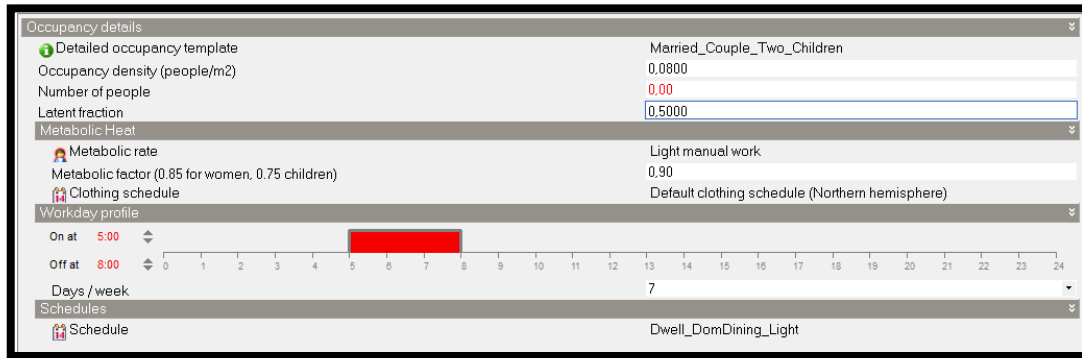 Occupancy details
Detailed occupancy template Married_Couple_Two_Children
Occupancy density (people/m2) 0,0800
Number of people 0,00
Latent fraction 0,5000
Metabolic Heat
Metabolic rate Light manual work
Metabolic factor (0.85 for women, 0.75 children) 0,90
14 Clothing schedule Default clothing schedule (Northern hemisphere)
Workday profile
On at 5:00
Off at 8:00 0 1 2 3 4 5 6 7 8 9 10 11 12 13 14 15 16 17 18 19 20 21 22 23 24
Days / week 7
Schedules
14 Schedule Dwell_DomDining_Light